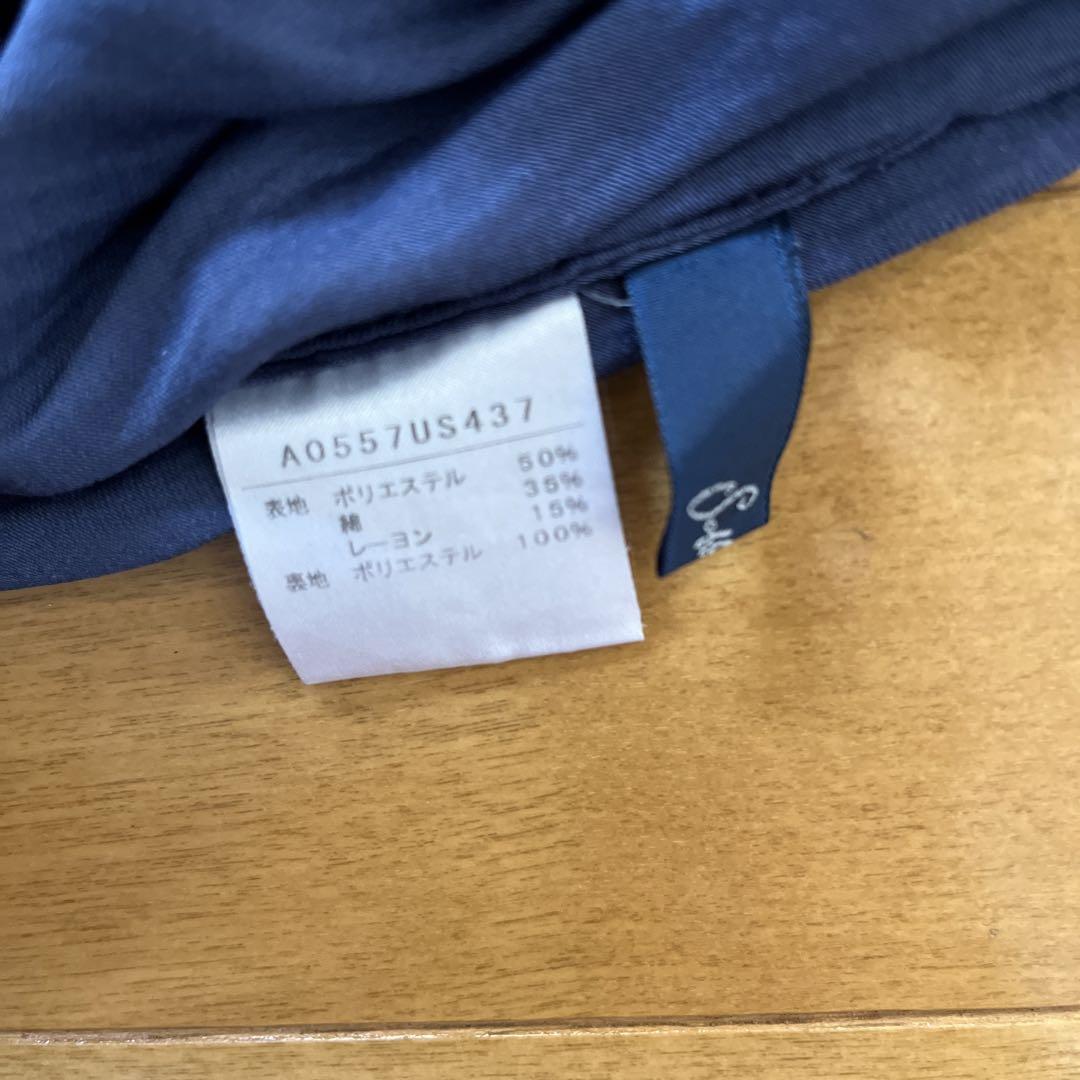 A0557US437
表地 ポリエステル 50%
綿 35%
レーヨン 15%
裏地 ポリエステル 100%